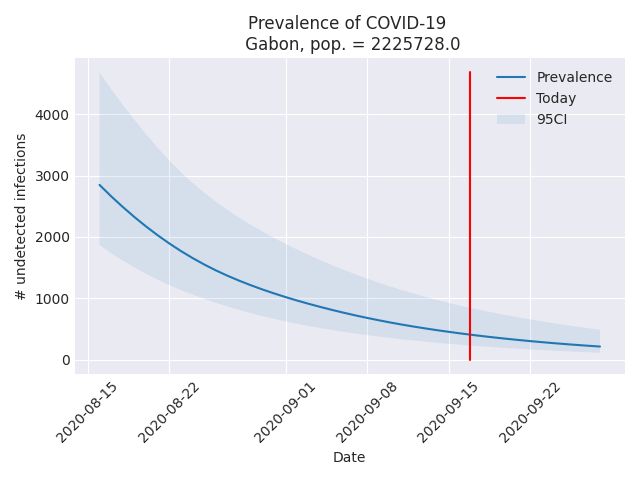 Prevalence of COVID-19
Gabon, pop. = 2225728.0
Prevalence
Today
95CI
# undetected infections
4000
3000
2000
1000
0
2020-08-15
2020-08-22
2020-09-01
2020-09-08
2020-09-15
2020-09-22
Date